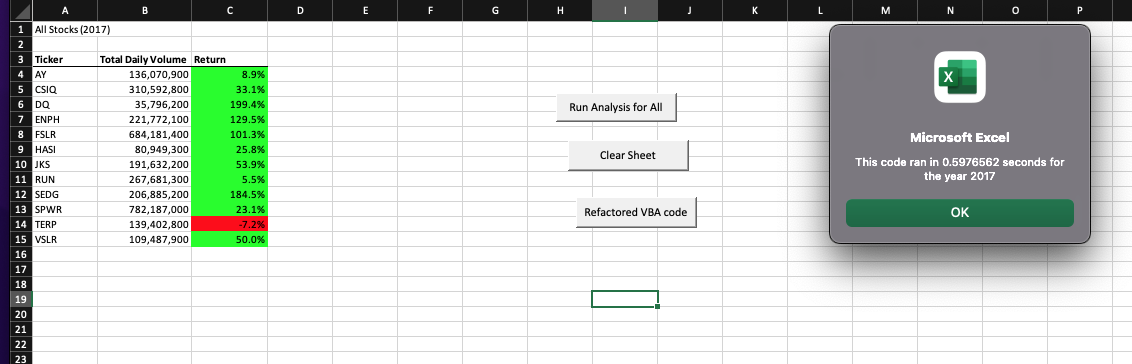 A B C D E F G H I J K L M N O P
1 All Stocks (2017)
2
3 Ticker Total Daily Volume Return
4 AY 136,070,900 8.9%
5 CSIQ 310,592,800 33.1%
6 DQ 35,796,200 199.4%
7 ENPH 221,772,100 129.5%
8 FSLR 684,181,400 101.3%
9 HASI 80,949,300 25.8%
10 JKS 191,632,200 53.9%
11 RUN 267,681,300 5.5%
12 SEDG 206,885,200 184.5%
13 SPWR 782,187,000 23.1%
14 TERP 139,402,800 -7.2%
15 VSLR 109,487,900 50.0%
16
17
18
19
20
21
22
23
Run Analysis for All
Clear Sheet
Refactored VBA code
X
Microsoft Excel
This code ran in 0.5976562 seconds for
the year 2017
OK